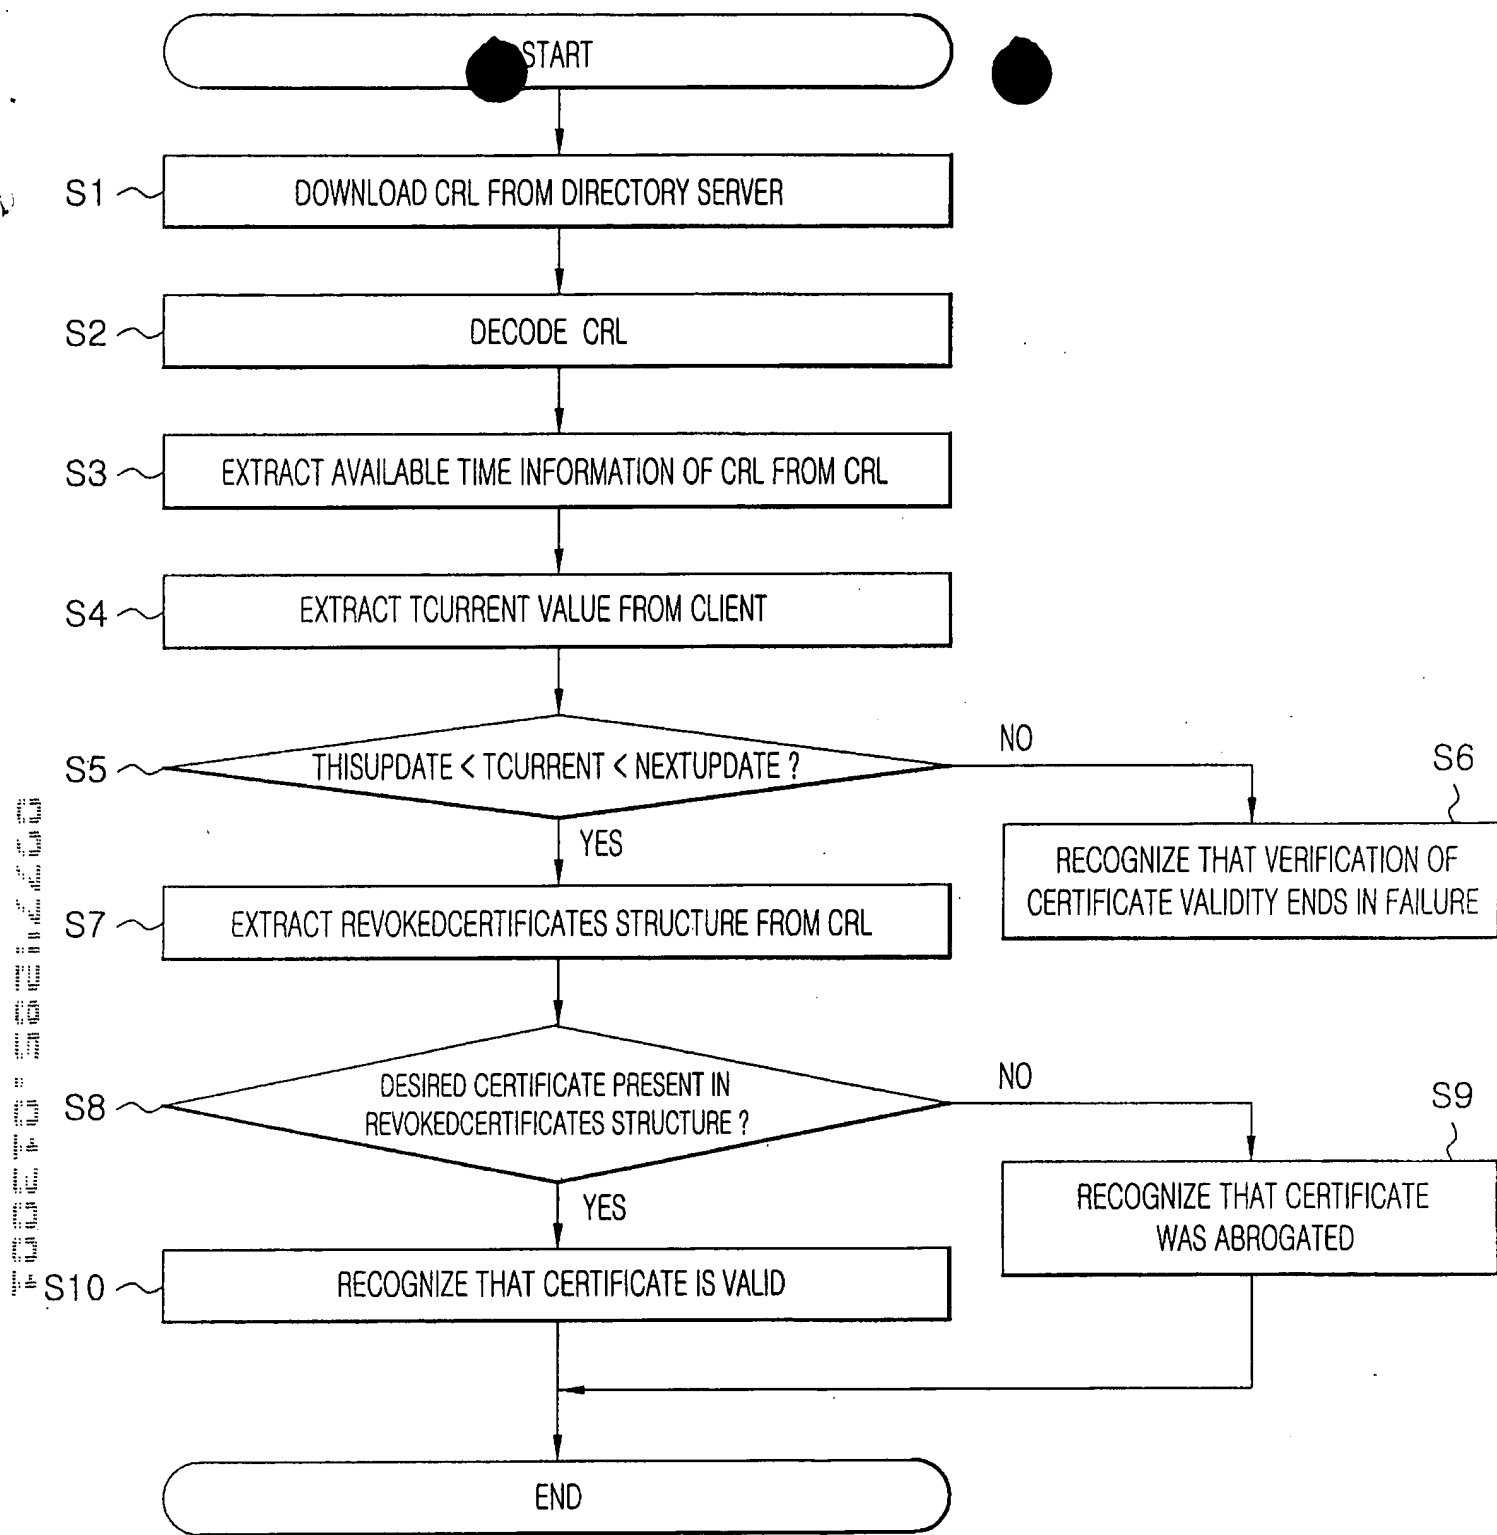 START
S1
DOWNLOAD CRL FROM DIRECTORY SERVER
S2
DECODE CRL
S3
EXTRACT AVAILABLE TIME INFORMATION OF CRL FROM CRL
S4
EXTRACT TCURRENT VALUE FROM CLIENT
S5
THISUPDATE < TCURRENT < NEXTUPDATE ?
NO
S6
RECOGNIZE THAT VERIFICATION OF
CERTIFICATE VALIDITY ENDS IN FAILURE
YES
S7
EXTRACT REVOKEDCERTIFICATES STRUCTURE FROM CRL
S8
DESIRED CERTIFICATE PRESENT IN
REVOKEDCERTIFICATES STRUCTURE ?
NO
S9
RECOGNIZE THAT CERTIFICATE
WAS ABROGATED
YES
S10
RECOGNIZE THAT CERTIFICATE IS VALID
END